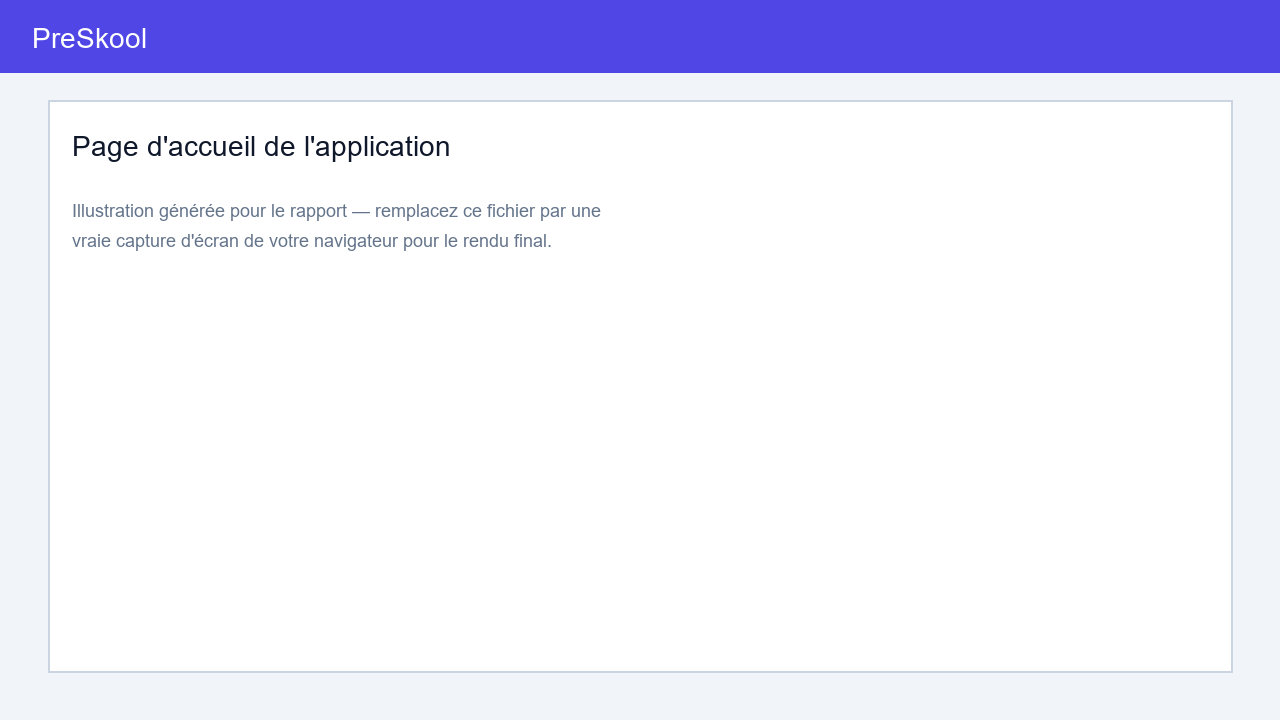 PreSkool
Page d'accueil de l'application
Illustration générée pour le rapport — remplacez ce fichier par une
vraie capture d'écran de votre navigateur pour le rendu final.